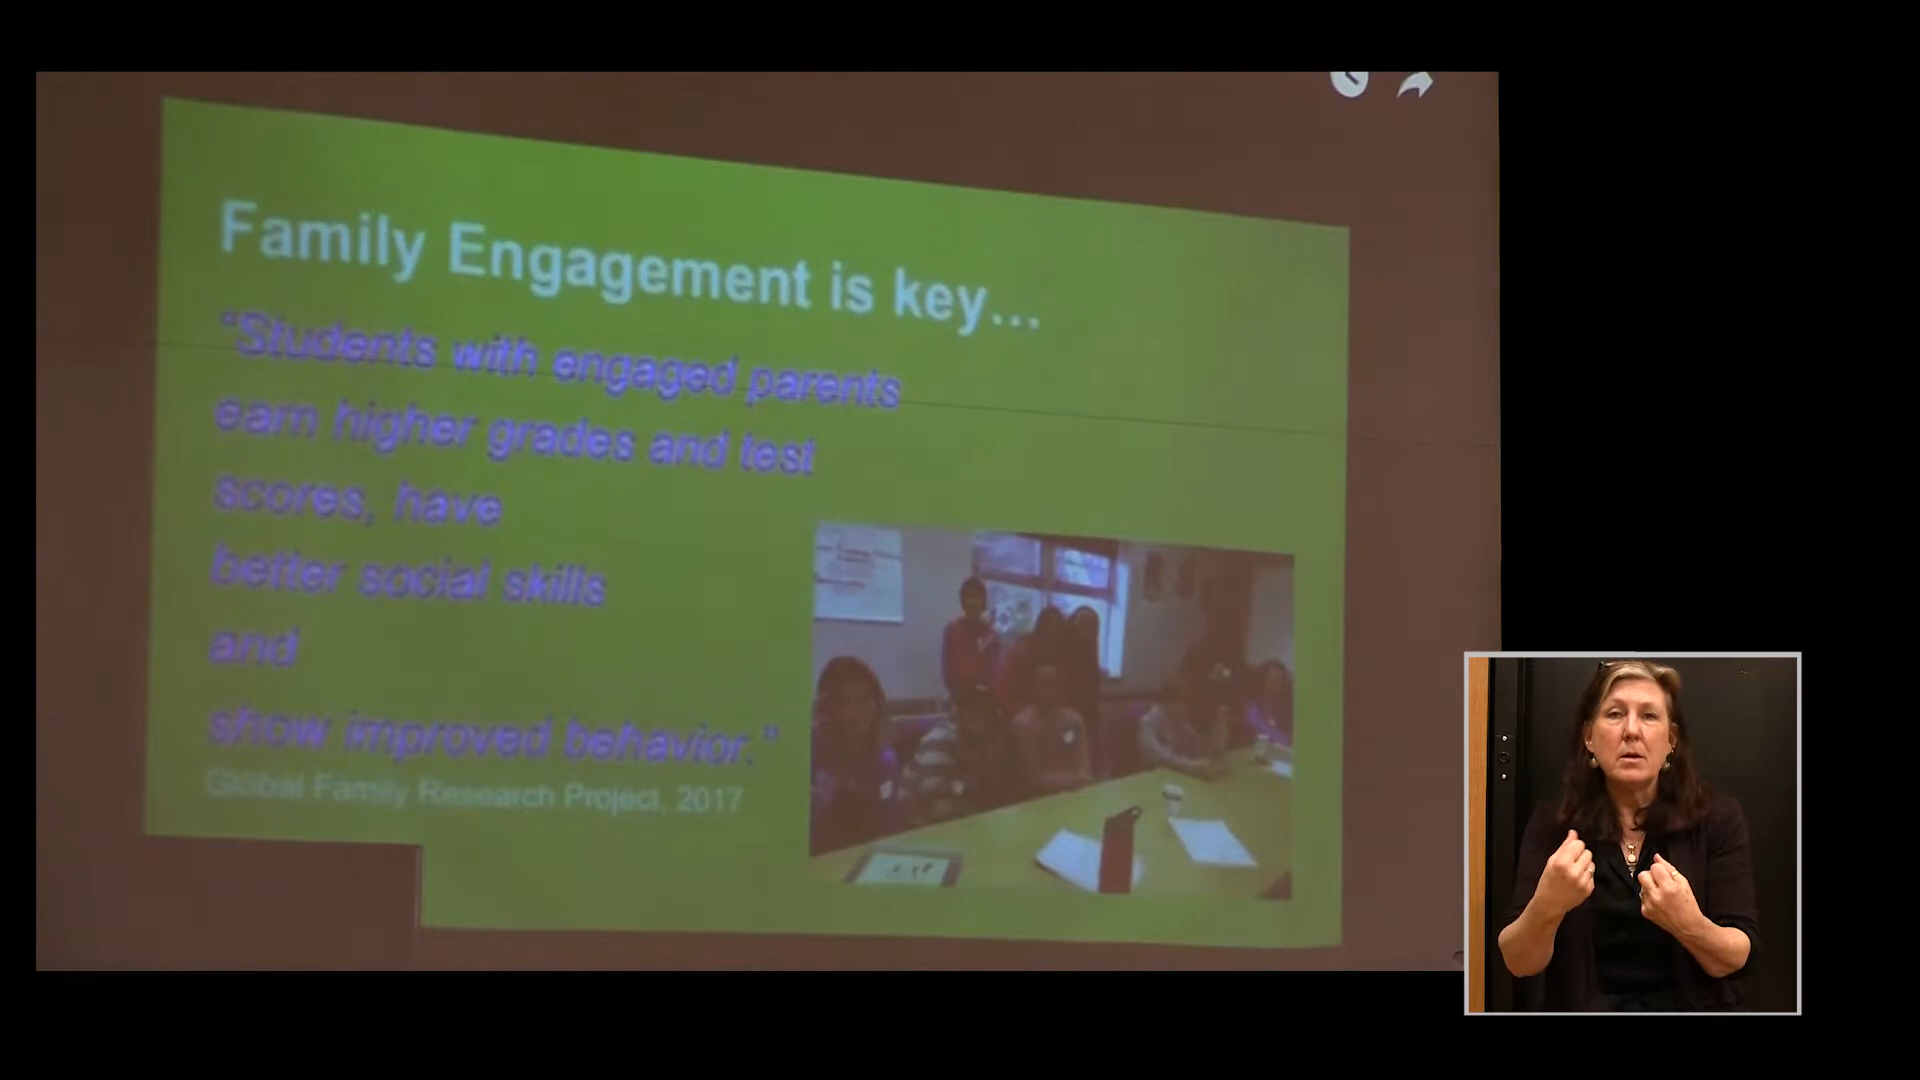 Family Engagement is key...
“Students with engaged parents
earn higher grades and test
scores, have
better social skills
and
show improved behavior.”
Global Family Research Project, 2017